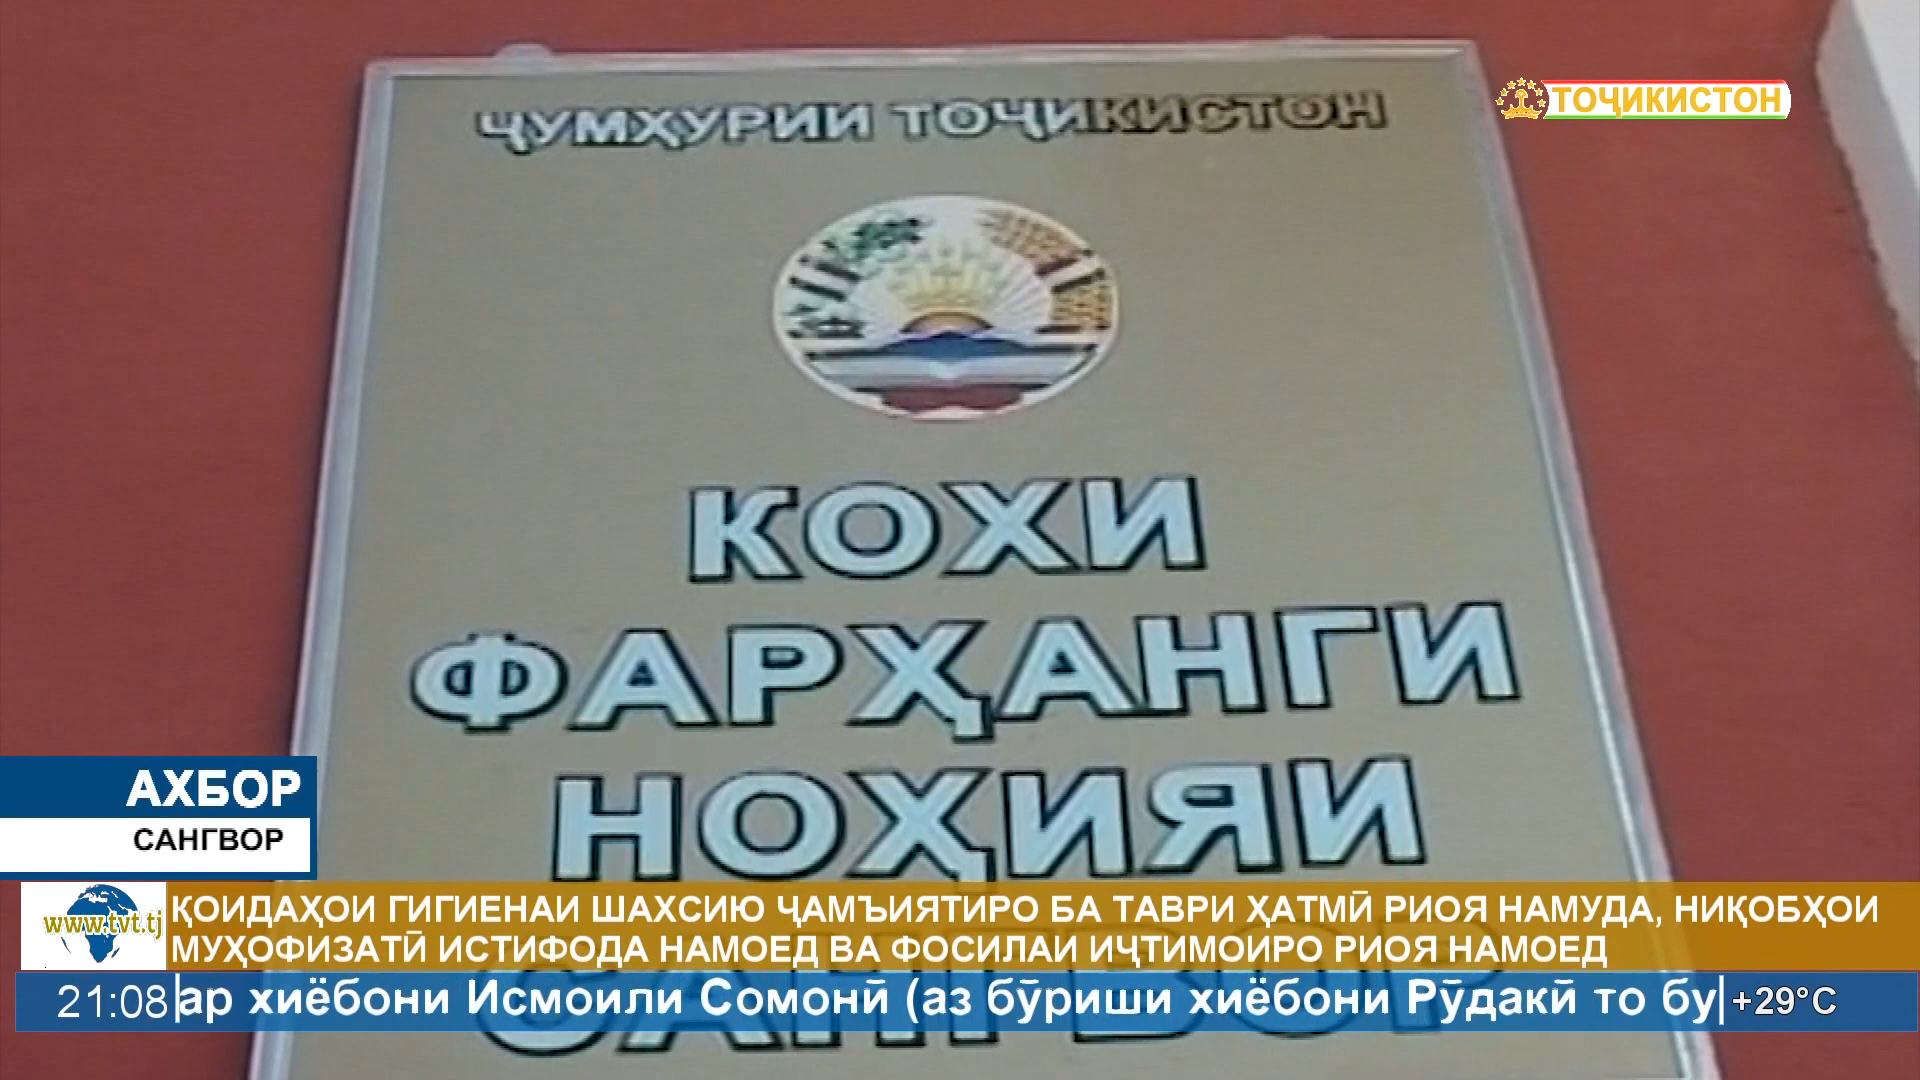 ҶУМҲУРИИ ТОҶИКИСТОН
ТОҶИКИСТОН
КОХИ
ФАРҲАНГИ
НОҲИЯИ
САНГВОР
АХБОР
САНГВОР
www.tvt.tj
ҚОИДАҲОИ ГИГИЕНАИ ШАХСИЮ ҶАМЪИЯТИРО БА ТАВРИ ҲАТМӢ РИОЯ НАМУДА, НИҚОБҲОИ
МУҲОФИЗАТӢ ИСТИФОДА НАМОЕД ВА ФОСИЛАИ ИҶТИМОИРО РИОЯ НАМОЕД
21:08 ар хиёбони Исмоили Сомонӣ (аз бӯриши хиёбони Рӯдакӣ то бу +29°C